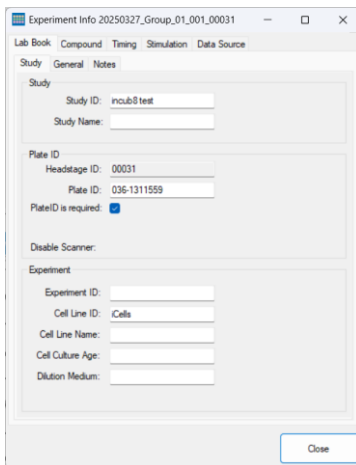 Experiment Info 20250327_Group_01_001_00031
Lab Book Compound Timing Stimulation Data Source
Study General Notes
Study
Study ID: incub8 test
Study Name:
Plate ID
Headstage ID: 00031
Plate ID: 036-1311559
PlateID is required:
Disable Scanner:
Experiment
Experiment ID:
Cell Line ID: iCells
Cell Line Name:
Cell Culture Age:
Dilution Medium:
Close